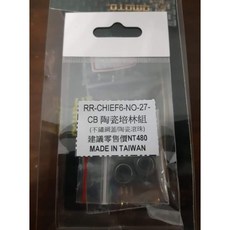 RR-CHIEF6-NO-27-
CB 陶瓷培林組
(不鏽鋼蓋/陶瓷滾珠)
建議零售價NT480
MADE IN TAIWAN